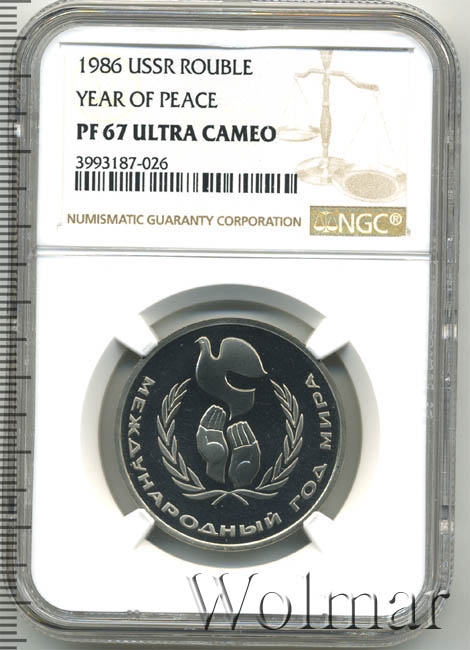 1986 USSR ROUBLE
YEAR OF PEACE
PF 67 ULTRA CAMEO
3993187-026
NUMISMATIC GUARANTY CORPORATION
NGC®
МЕЖДУНАРОДНЫЙ ГОД МИРА
Wolmar